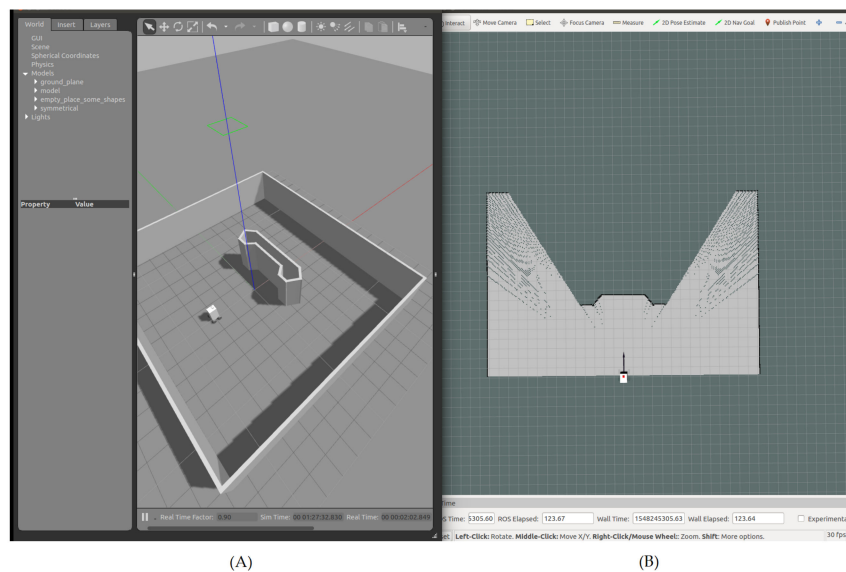 World Insert Layers
GUI
Scene
Spherical Coordinates
Physics
Models
ground_plane
model
empty_place_some_shapes
symmetrical
Lights
Property Value
Real Time Factor: 0.90 Sim Time: 00 01:27:32.830 Real Time: 00 00:02:02.849
Interact Move Camera Select Focus Camera Measure 2D Pose Estimate 2D Nav Goal Publish Point
Time
S Time: 5305.60 ROS Elapsed: 123.67 Wall Time: 1548245305.63 Wall Elapsed: 123.64 Experimenta
set Left-Click: Rotate. Middle-Click: Move X/Y. Right-Click/Mouse Wheel:: Zoom. Shift: More options. 30 fps
(A) (B)